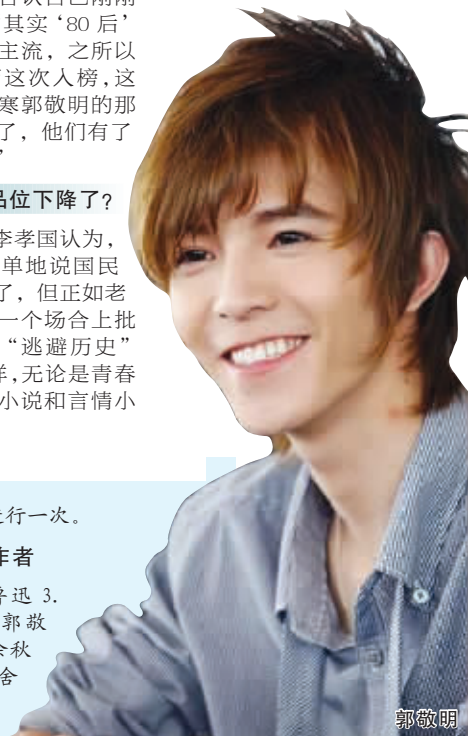 其实‘80 后’
主流，之所以
这次入榜，这
寒郭敬明的那
了，他们有了
”
品位下降了？
李孝国认为，
单地说国民
了，但正如老
一个场合上批
“逃避历史”
样，无论是青春
小说和言情小
行一次。
作者
迅 3.
郭敬
余秋
舍
郭敬明